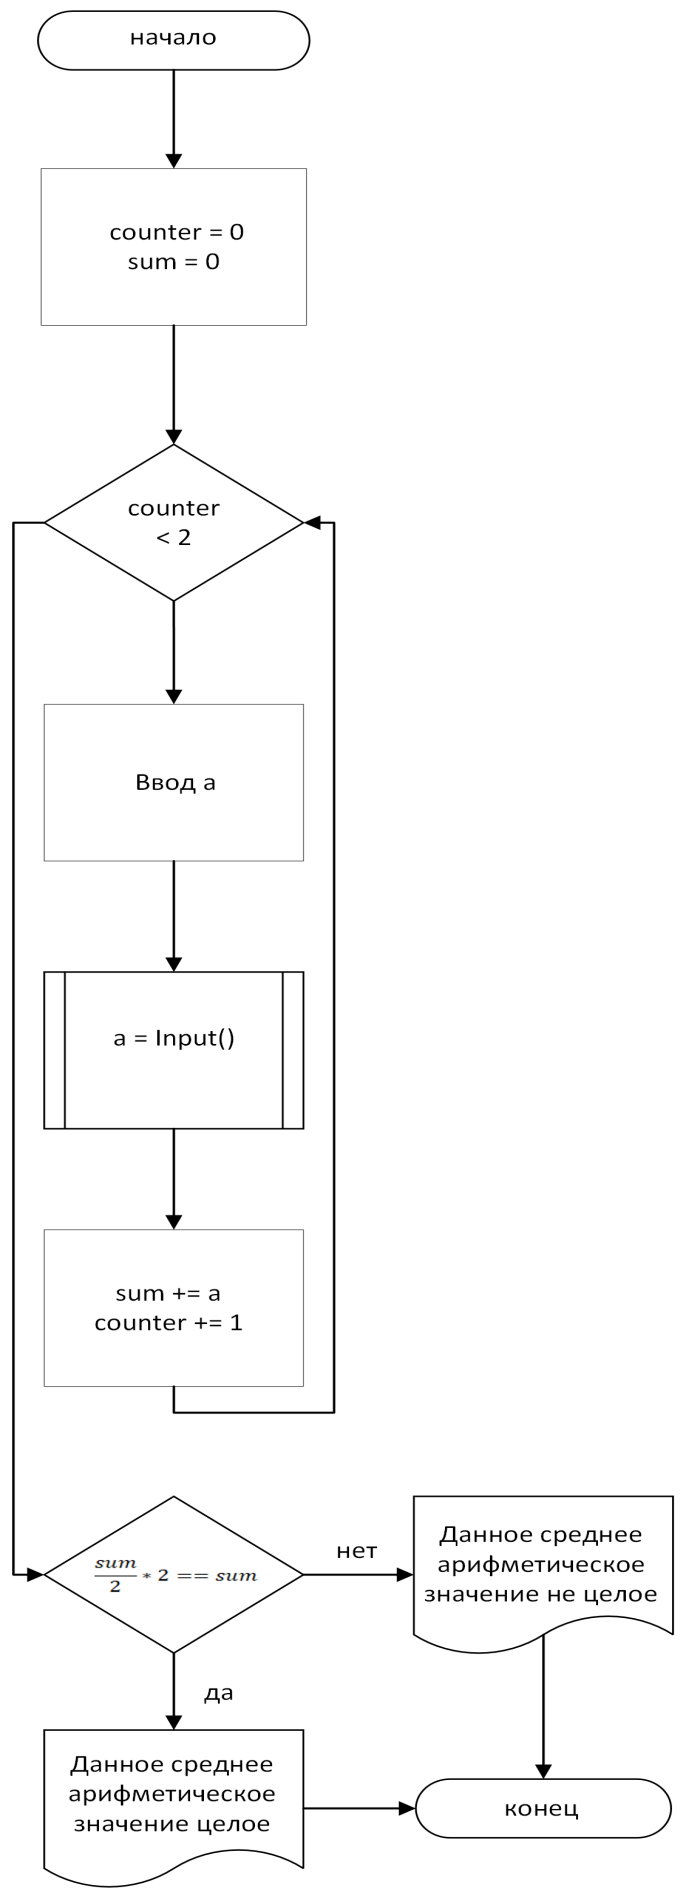 начало
counter = 0
sum = 0
counter
< 2
Ввод a
a = Input()
sum += a
counter += 1
sum
2
* 2 == sum
нет
Данное среднее
арифметическое
значение не целое
да
Данное среднее
арифметическое
значение целое
конец